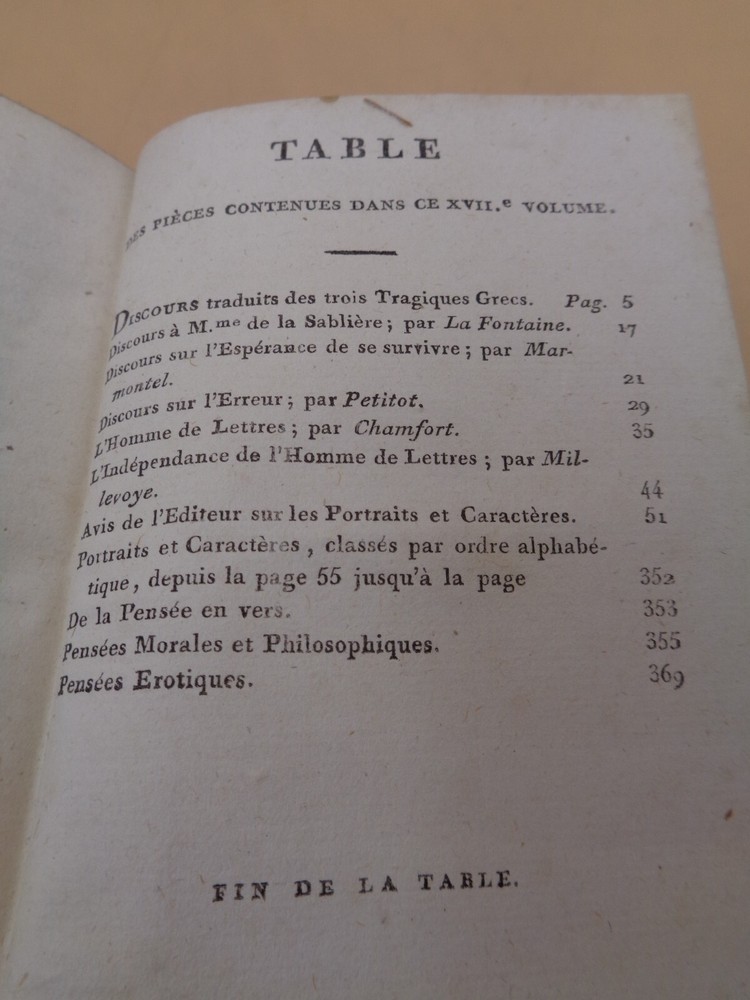 TABLE
DES PIÈCES CONTENUES DANS CE XVII.e VOLUME.
DISCOURS traduits des trois Tragiques Grecs. Pag. 5
Discours à M.me de la Sablière; par La Fontaine. 17
Discours sur l'Espérance de se survivre; par Mar-
montel. 21
Discours sur l'Erreur; par Petitot. 29
L'Homme de Lettres; par Chamfort. 35
L'Indépendance de l'Homme de Lettres; par Mil-
levoye. 44
Avis de l'Editeur sur les Portraits et Caractères. 51
Portraits et Caractères, classés par ordre alphabé-
tique, depuis la page 55 jusqu'à la page 352
De la Pensée en vers. 353
Pensées Morales et Philosophiques. 355
Pensées Erotiques. 369
FIN DE LA TABLE.